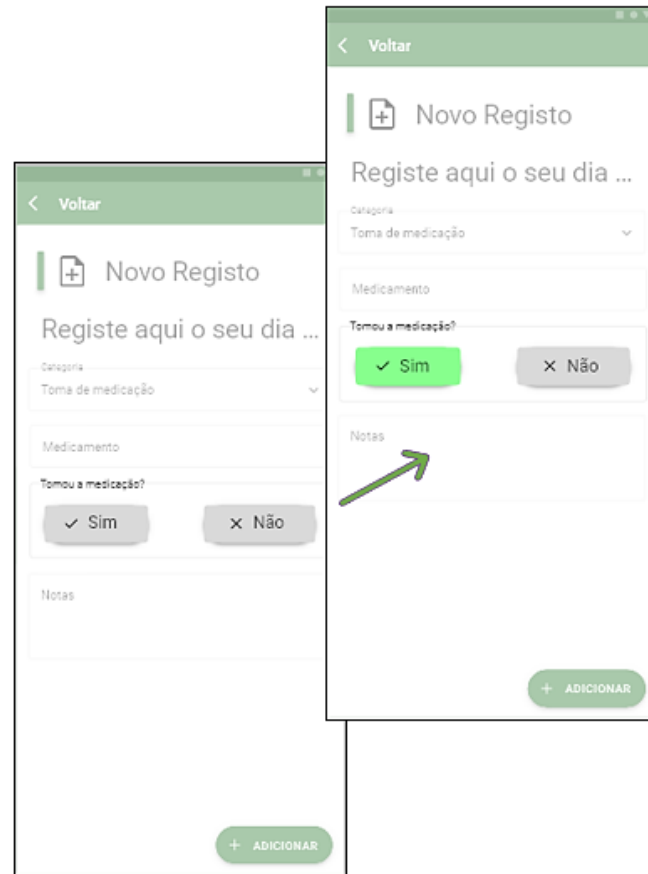 Voltar
Novo Registo
Registe aqui o seu dia ...
Categoria
Toma de medicação
Medicamento
Tomou a medicação?
Sim
Não
Notas
ADICIONAR
Voltar
Novo Registo
Registe aqui o seu dia ...
Categoria
Toma de medicação
Medicamento
Tomou a medicação?
Sim
Não
Notas
ADICIONAR